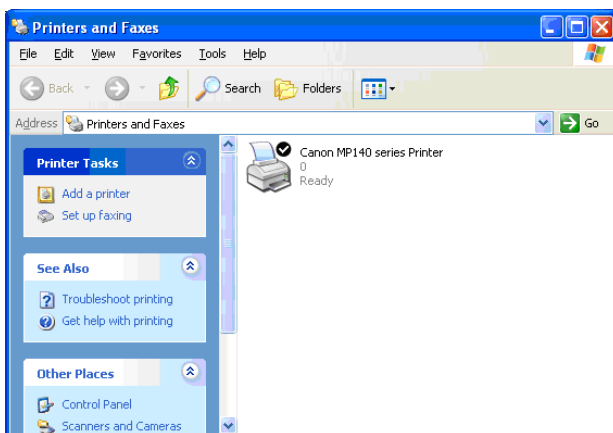 Printers and Faxes
File Edit View Favorites Tools Help
Back Search Folders
Address Printers and Faxes Go
Printer Tasks
Add a printer
Set up faxing
See Also
Troubleshoot printing
Get help with printing
Other Places
Control Panel
Scanners and Cameras
Canon MP140 series Printer
0
Ready